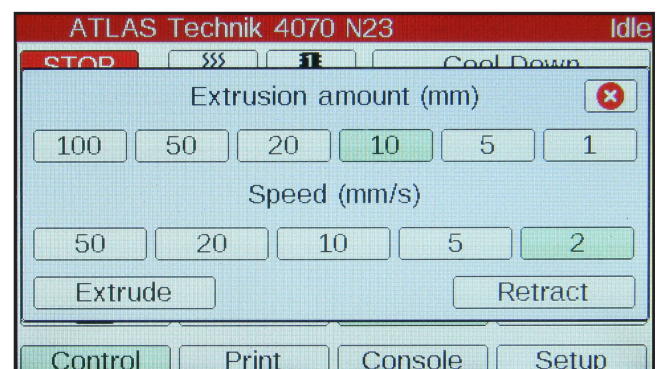 ATLAS Technik 4070 N23 Idle
STOP Cool Down
Extrusion amount (mm)
100 50 20 10 5 1
Speed (mm/s)
50 20 10 5 2
Extrude Retract
Control Print Console Setup